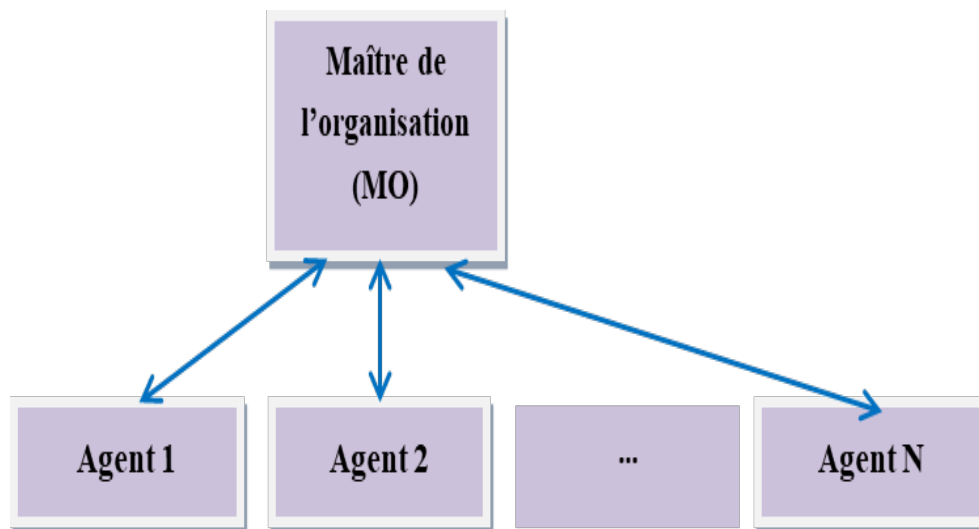 Maître de
l’organisation
(MO)
Agent 1
Agent 2
...
Agent N